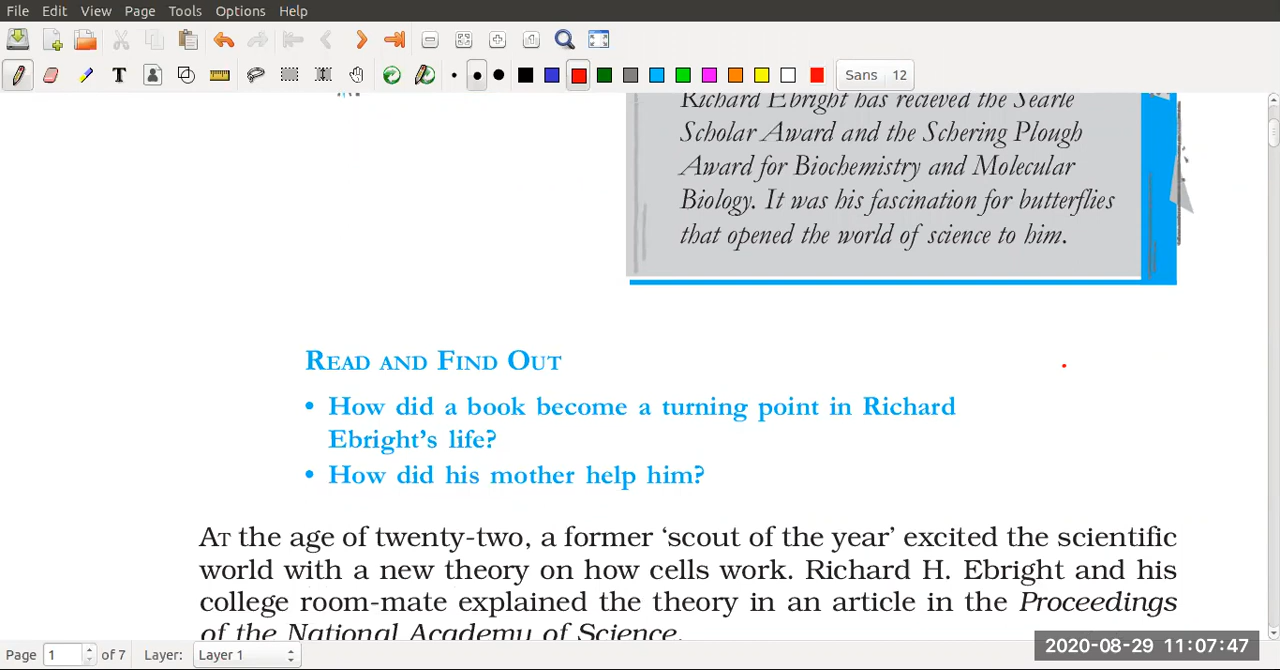 File Edit View Page Tools Options Help
T Sans 12
Richard Ebright has recieved the Searle
Scholar Award and the Schering Plough
Award for Biochemistry and Molecular
Biology. It was his fascination for butterflies
that opened the world of science to him.
READ AND FIND OUT
• How did a book become a turning point in Richard
Ebright’s life?
• How did his mother help him?
AT the age of twenty-two, a former ‘scout of the year’ excited the scientific
world with a new theory on how cells work. Richard H. Ebright and his
college room-mate explained the theory in an article in the Proceedings
of the National Academy of Science.
2020-08-29 11:07:47
Page 1 of 7 Layer: Layer 1